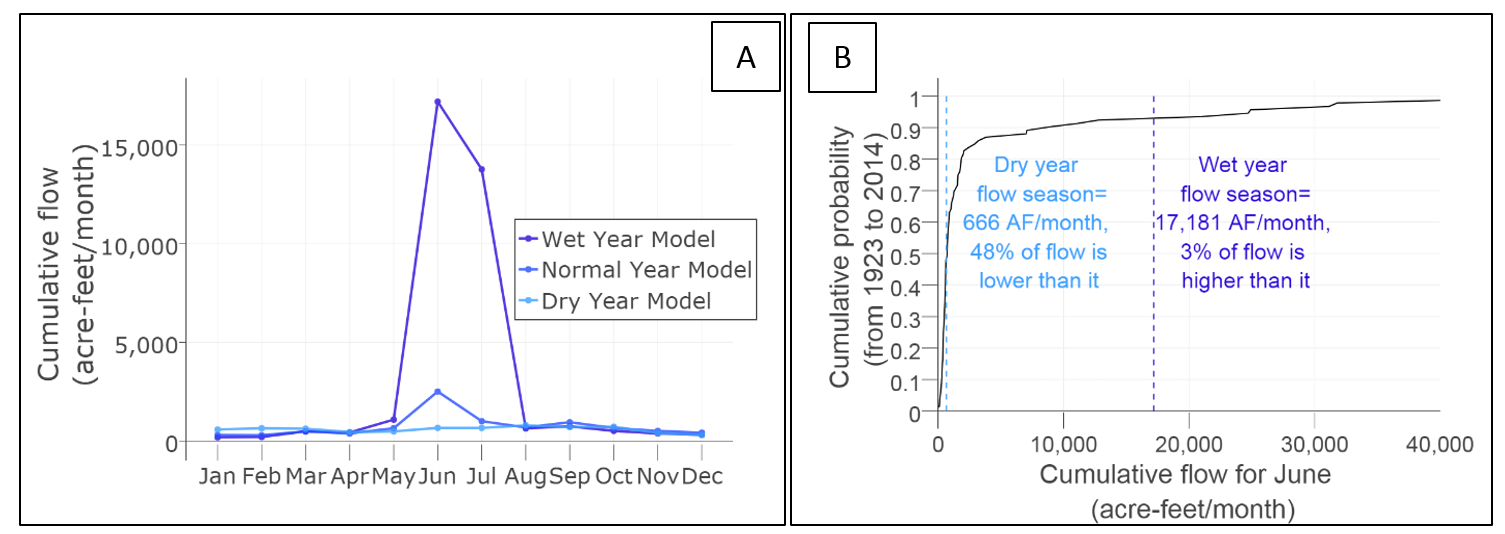 A
Cumulative flow
(acre-feet/month)
15,000
10,000
5,000
0
Wet Year Model
Normal Year Model
Dry Year Model
Jan Feb Mar Apr May Jun Jul Aug Sep Oct Nov Dec
B
Cumulative probability
(from 1923 to 2014)
1
0.9
0.8
0.7
0.6
0.5
0.4
0.3
0.2
0.1
0
Dry year
flow season=
666 AF/month,
48% of flow is
lower than it
Wet year
flow season=
17,181 AF/month,
3% of flow is
higher than it
0 10,000 20,000 30,000 40,000
Cumulative flow for June
(acre-feet/month)